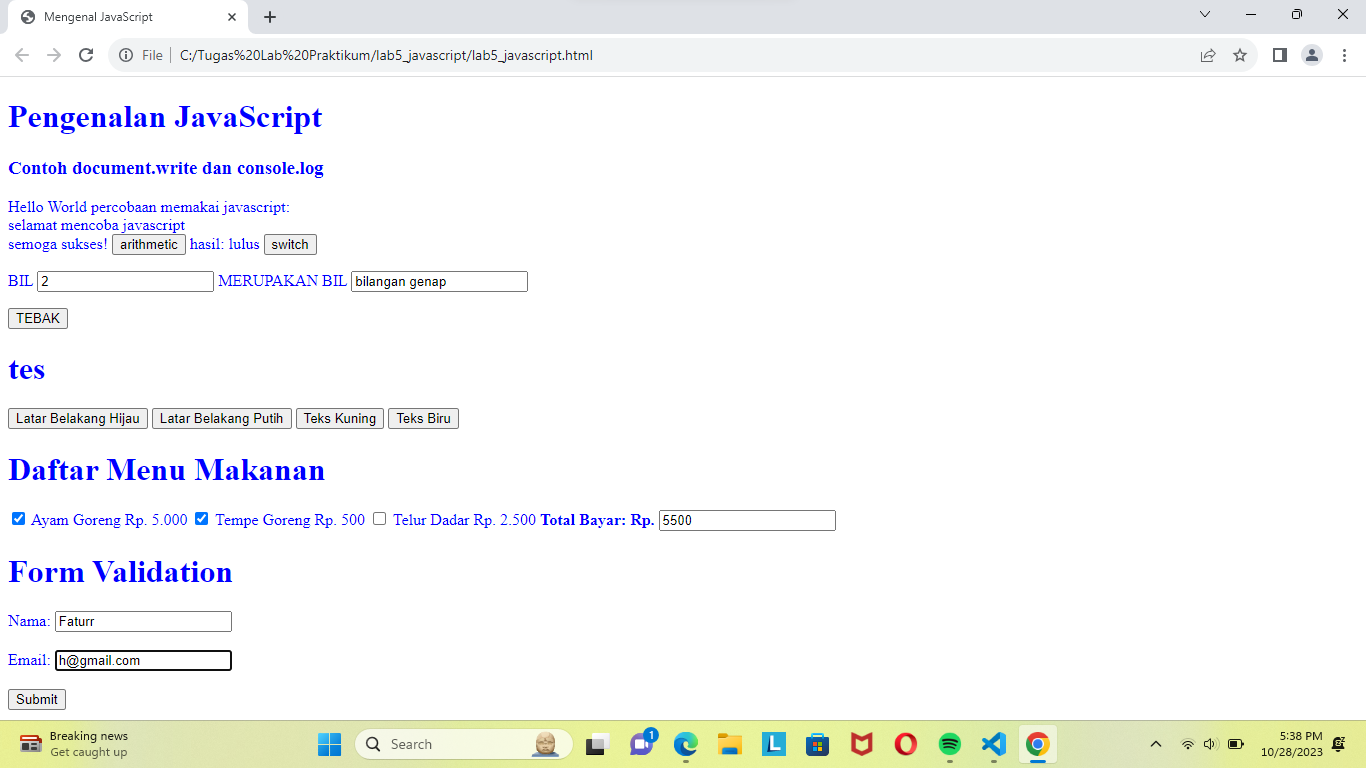 Mengenal JavaScript
File C:/Tugas%20Lab%20Praktikum/lab5_javascript/lab5_javascript.html
Pengenalan JavaScript
Contoh document.write dan console.log
Hello World percobaan memakai javascript:
selamat mencoba javascript
semoga sukses! arithmetic hasil: lulus switch
BIL 2 MERUPAKAN BIL bilangan genap
TEBAK
tes
Latar Belakang Hijau Latar Belakang Putih Teks Kuning Teks Biru
Daftar Menu Makanan
Ayam Goreng Rp. 5.000 Tempe Goreng Rp. 500 Telur Dadar Rp. 2.500 Total Bayar: Rp. 5500
Form Validation
Nama: Faturr
Email: h@gmail.com
Submit
Breaking news
Get caught up
Search
1
L
5:38 PM
10/28/2023